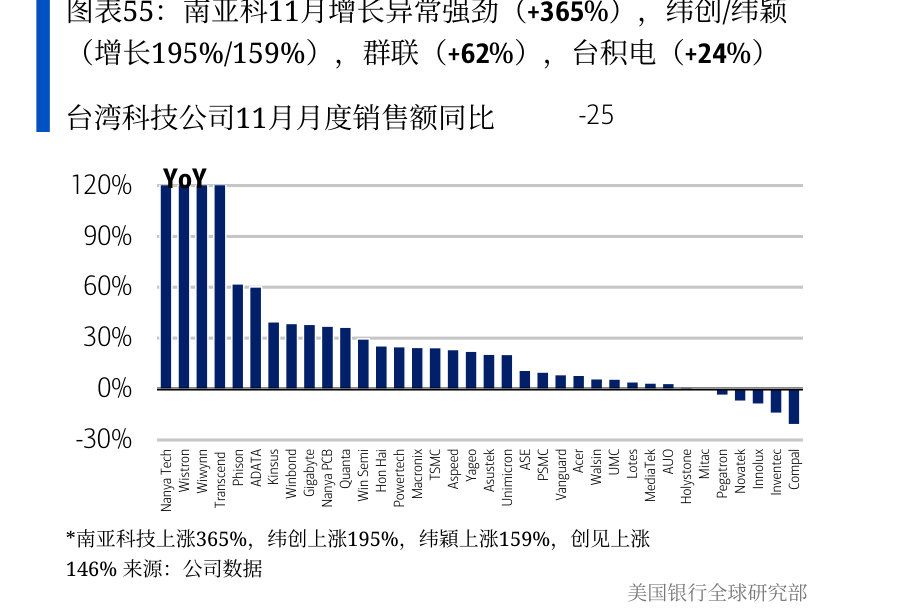 图表55：南亚科11月增长异常强劲（+365%），纬创/纬颖
（增长195%/159%），群联（+62%），台积电（+24%）
台湾科技公司11月月度销售额同比 -25
YoY
120%
90%
60%
30%
0%
-30%
Nanya Tech
Wistron
Wiwynn
Transcend
Phison
ADATA
Kinsus
Winbond
Gigabyte
Nanya PCB
Quanta
Win Semi
Hon Hai
Powertech
Macronix
TSMC
Aspeed
Yageo
Asustek
Unimicron
ASE
PSMC
Vanguard
Acer
Walsin
UMC
Lotes
MediaTek
AUO
Holystone
Mitac
Pegatron
Novatek
Innolux
Inventec
Compal
*南亚科技上涨365%，纬创上涨195%，纬穎上涨159%，创见上涨
146% 来源：公司数据
美国银行全球研究部